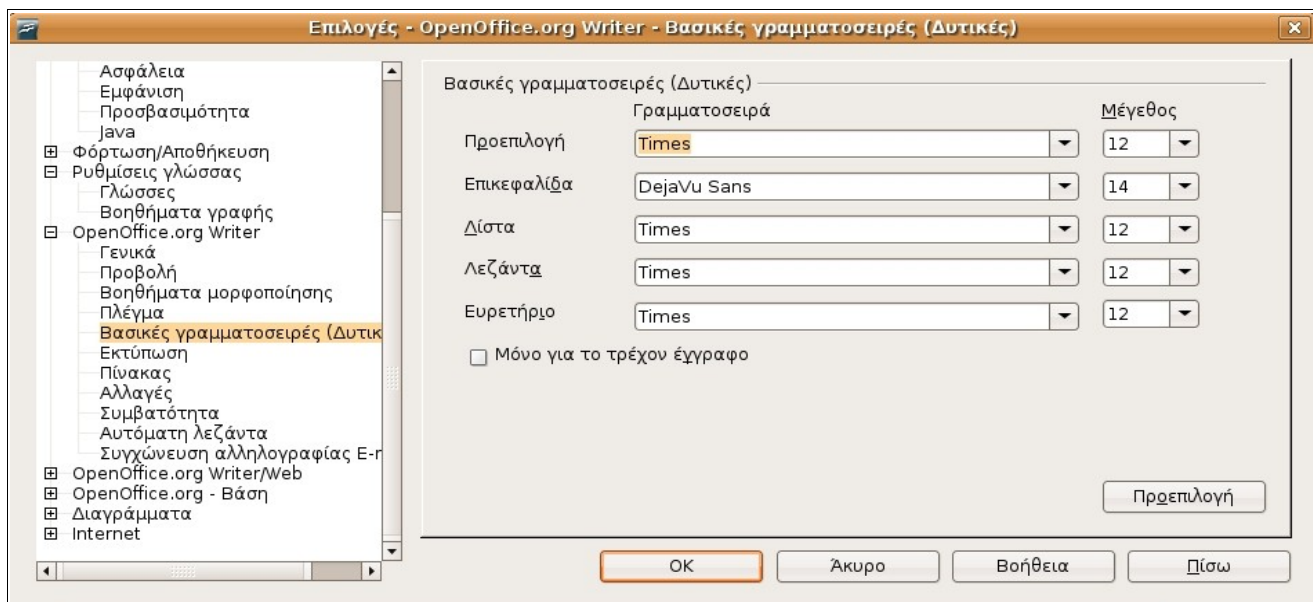 Επιλογές - OpenOffice.org Writer - Βασικές γραμματοσειρές (Δυτικές)
Ασφάλεια
Εμφάνιση
Προσβασιμότητα
Java
Φόρτωση/Αποθήκευση
Ρυθμίσεις γλώσσας
Γλώσσες
Βοηθήματα γραφής
OpenOffice.org Writer
Γενικά
Προβολή
Βοηθήματα μορφοποίησης
Πλέγμα
Βασικές γραμματοσειρές (Δυτικ
Εκτύπωση
Πίνακας
Αλλαγές
Συμβατότητα
Αυτόματη λεζάντα
Συγχώνευση αλληλογραφίας E-r
OpenOffice.org Writer/Web
OpenOffice.org - Βάση
Διαγράμματα
Internet
Βασικές γραμματοσειρές (Δυτικές)
Γραμματοσειρά Μέγεθος
Προεπιλογή Times 12
Επικεφαλίδα DejaVu Sans 14
Λίστα Times 12
Λεζάντα Times 12
Ευρετήριο Times 12
Μόνο για το τρέχον έγγραφο
Προεπιλογή
OK Άκυρο Βοήθεια Πίσω